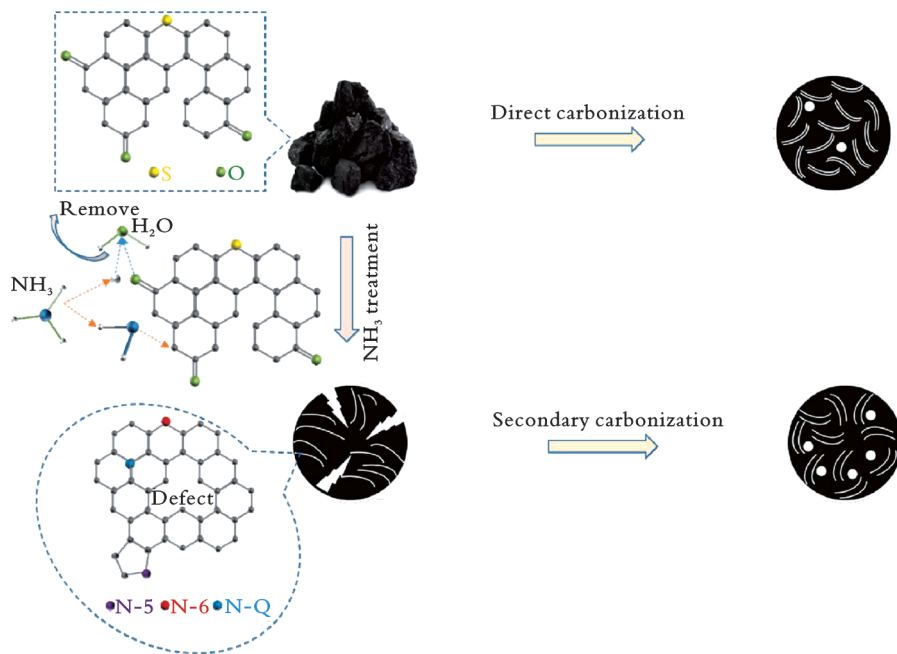 Direct carbonization
S O
Remove
H₂O
NH₃
NH₃ treatment
Secondary carbonization
Defect
N-5 N-6 N-Q